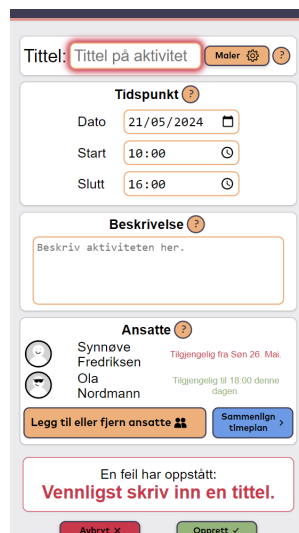 Tittel: Tittel på aktivitet Maler ?
Tidspunkt ?
Dato 21/05/2024
Start 10:00
Slutt 16:00
Beskrivelse ?
Beskriv aktiviteten her.
Ansatte ?
Synnøve
Fredriksen
Tilgjengelig fra Søn 26. Mai.
Ola
Nordmann
Tilgjengelig til 18:00 denne
dagen.
Legg til eller fjern ansatte
Sammenlign
timeplan >
En feil har oppstått:
Vennligst skriv inn en tittel.
Avbryt ✕
Opprett ✓